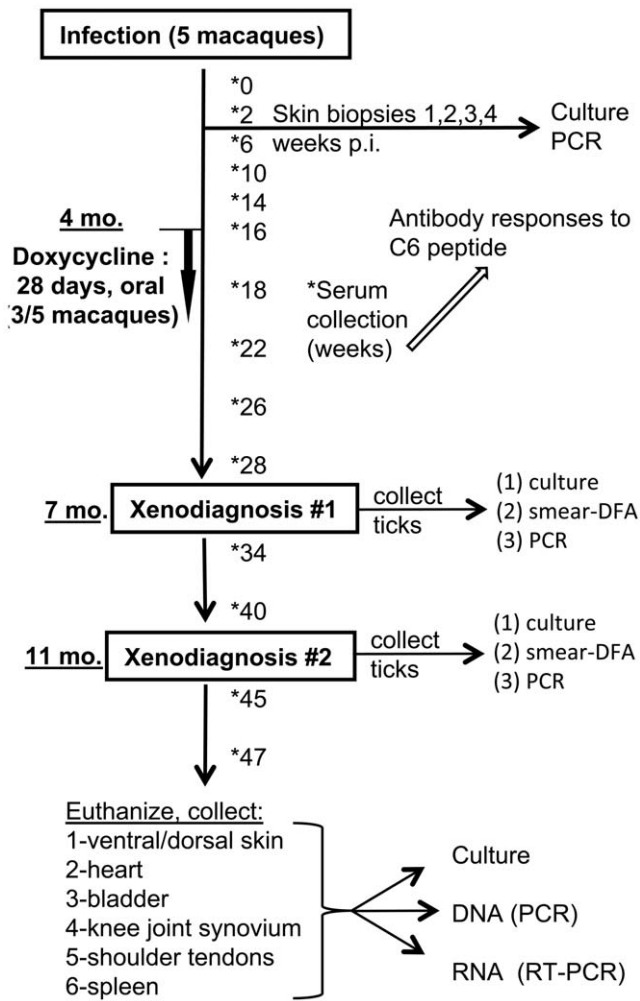 Infection (5 macaques)
*0
*2 Skin biopsies 1,2,3,4
weeks p.i.
Culture
PCR
*6
*10
*14
4 mo.
*16
Doxycycline :
28 days, oral
(3/5 macaques)
Antibody responses to
C6 peptide
*18
*Serum
collection
(weeks)
*22
*26
*28
7 mo.
Xenodiagnosis #1
collect
ticks
(1) culture
(2) smear-DFA
(3) PCR
*34
*40
11 mo.
Xenodiagnosis #2
collect
ticks
(1) culture
(2) smear-DFA
(3) PCR
*45
*47
Euthanize, collect:
1-ventral/dorsal skin
2-heart
3-bladder
4-knee joint synovium
5-shoulder tendons
6-spleen
Culture
DNA (PCR)
RNA (RT-PCR)